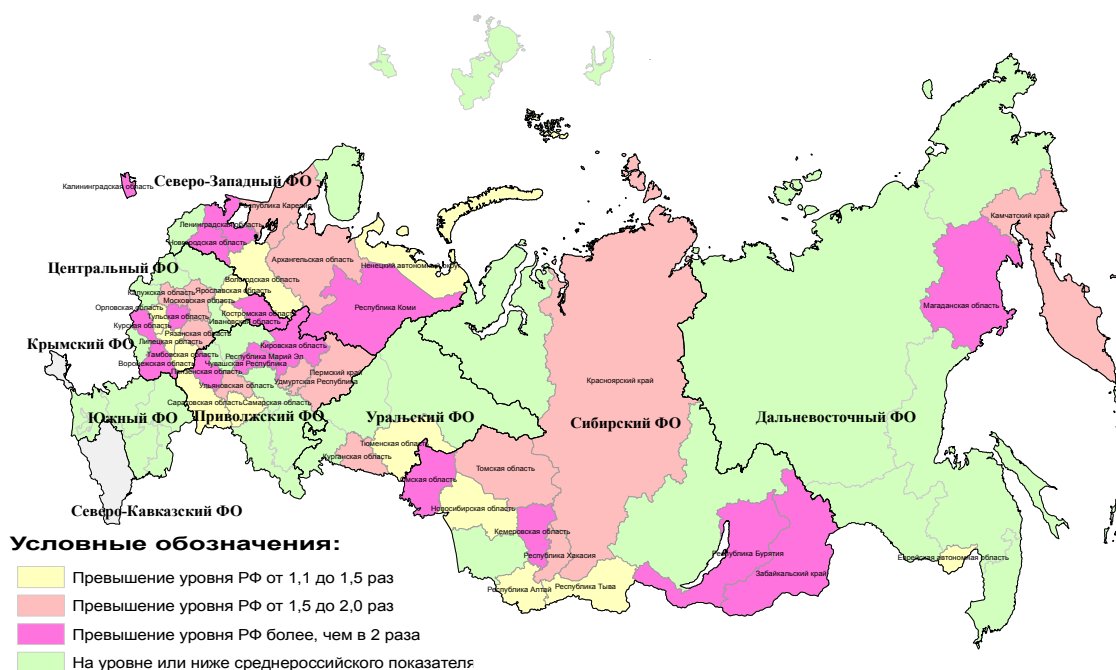 Северо-Западный ФО
Калининградская область
Республика Карелия
Ленинградская область
Новгородская область
Камчатский край
Архангельская область
Ненецкий автономный округ
Центральный ФО
Вологодская область
Калужская область
Ярославская область
Московская область
Республика Коми
Магаданская область
Орловская область
Тульская область
Костромская область
Ивановская область
Курская область
Рязанская область
Крымский ФО
Липецкая область
Кировская область
Тамбовская область
Республика Марий Эл
Воронежская область
Чувашская Республика
Пензенская область
Пермский край
Ульяновская область
Удмуртская Республика
Красноярский край
Саратовская область
Самарская область
Южный ФО
Приволжский ФО
Уральский ФО
Сибирский ФО
Дальневосточный ФО
Тюменская область
Курганская область
Томская область
Омская область
Северо-Кавказский ФО
Новосибирская область
Кемеровская область
Республика Хакасия
Республика Бурятия
Еврейская автономная область
Забайкальский край
Республика Алтай
Республика Тыва
Условные обозначения:
Превышение уровня РФ от 1,1 до 1,5 раз
Превышение уровня РФ от 1,5 до 2,0 раз
Превышение уровня РФ более, чем в 2 раза
На уровне или ниже среднероссийского показателя